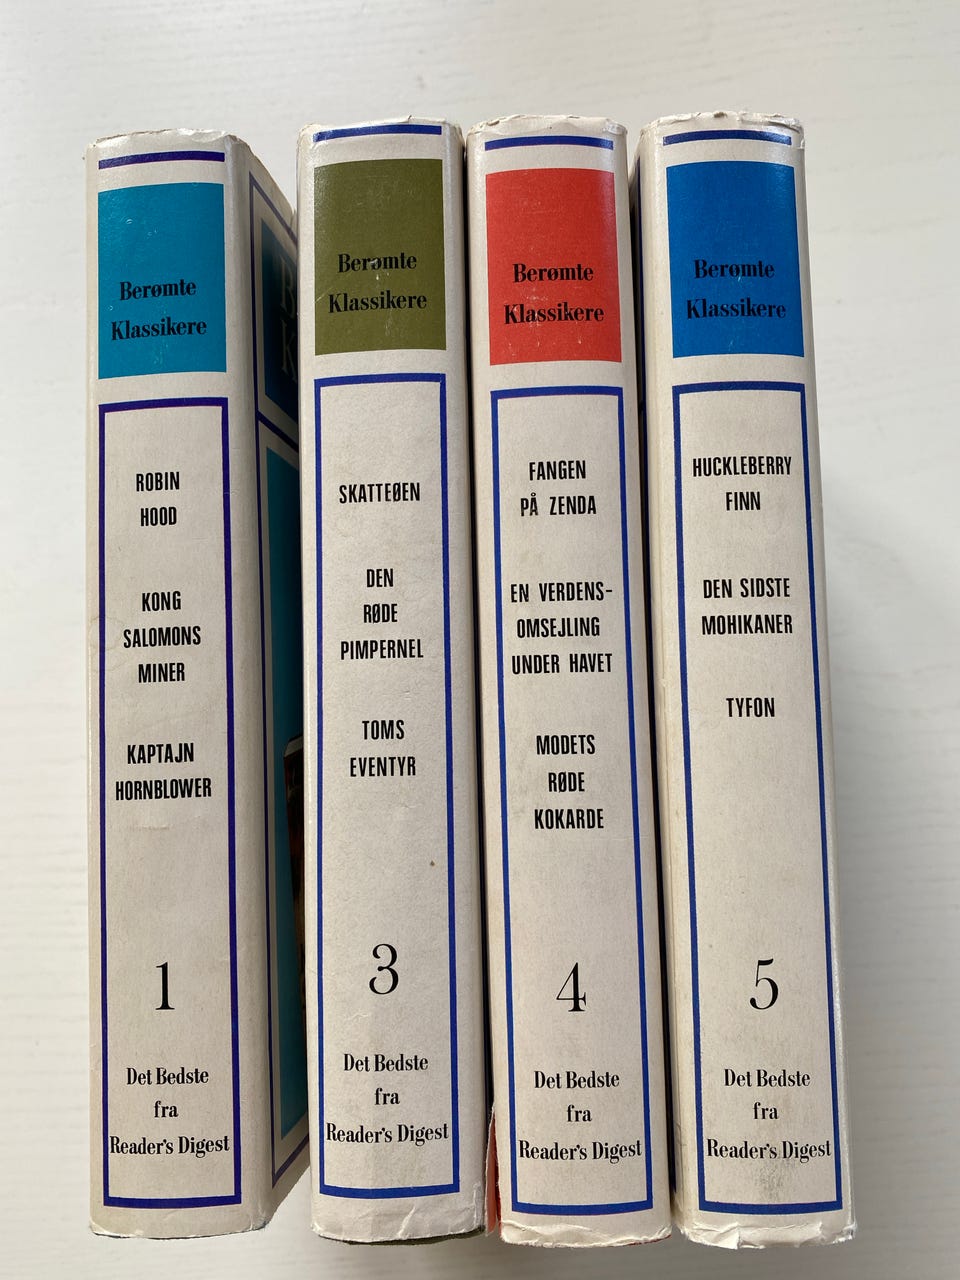 Berømte
Klassikere
ROBIN
HOOD
KONG
SALOMONS
MINER
KAPTAJN
HORNBLOWER
1
Det Bedste
fra
Reader's Digest
Berømte
Klassikere
SKATTEØEN
DEN
RØDE
PIMPERNEL
TOMS
EVENTYR
3
Det Bedste
fra
Reader's Digest
Berømte
Klassikere
FANGEN
PÅ ZENDA
EN VERDENS-
OMSEJLING
UNDER HAVET
MODETS
RØDE
KOKARDE
4
Det Bedste
fra
Reader's Digest
Berømte
Klassikere
HUCKLEBERRY
FINN
DEN SIDSTE
MOHIKANER
TYFON
5
Det Bedste
fra
Reader's Digest